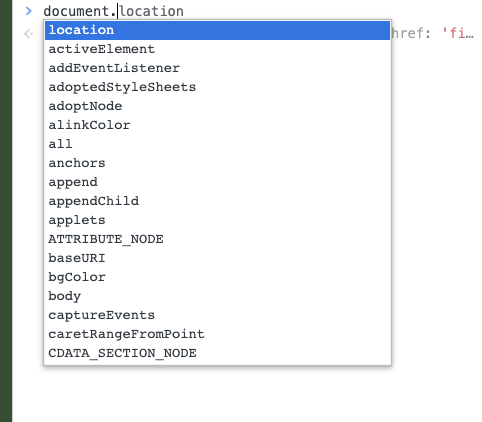 > document.location
location
href: 'fi…
activeElement
addEventListener
adoptedStyleSheets
adoptNode
alinkColor
all
anchors
append
appendChild
applets
ATTRIBUTE_NODE
baseURI
bgColor
body
captureEvents
caretRangeFromPoint
CDATA_SECTION_NODE